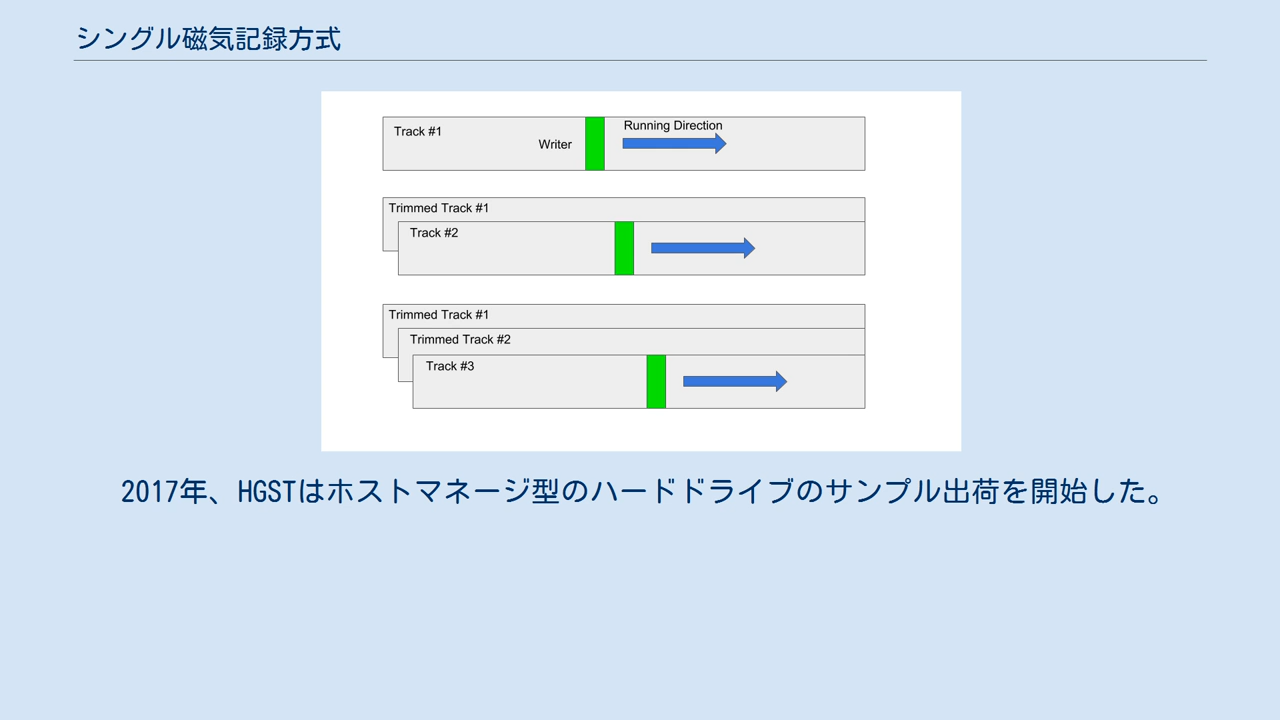 シングル磁気記録方式
Track #1
Writer
Running Direction
Trimmed Track #1
Track #2
Trimmed Track #1
Trimmed Track #2
Track #3
2017年、HGSTはホストマネージ型のハードドライブのサンプル出荷を開始した。